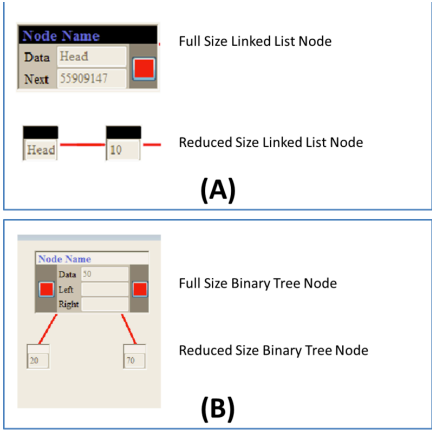 Node Name
Data Head
Next 55909147
Full Size Linked List Node
Head 10
Reduced Size Linked List Node
(A)
Node Name
Data 50
Left
Right
Full Size Binary Tree Node
20 70
Reduced Size Binary Tree Node
(B)